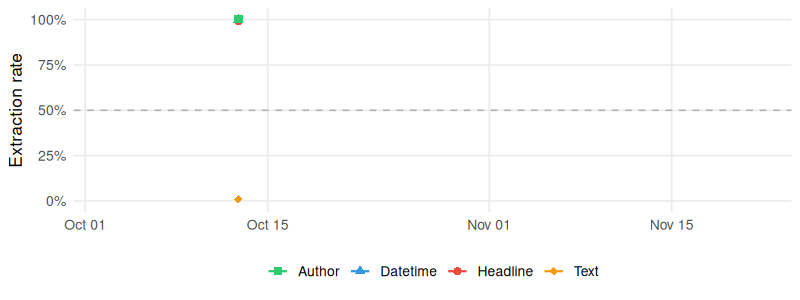 Extraction rate
100%
75%
50%
25%
0%
Oct 01 Oct 15 Nov 01 Nov 15
Author Datetime Headline Text